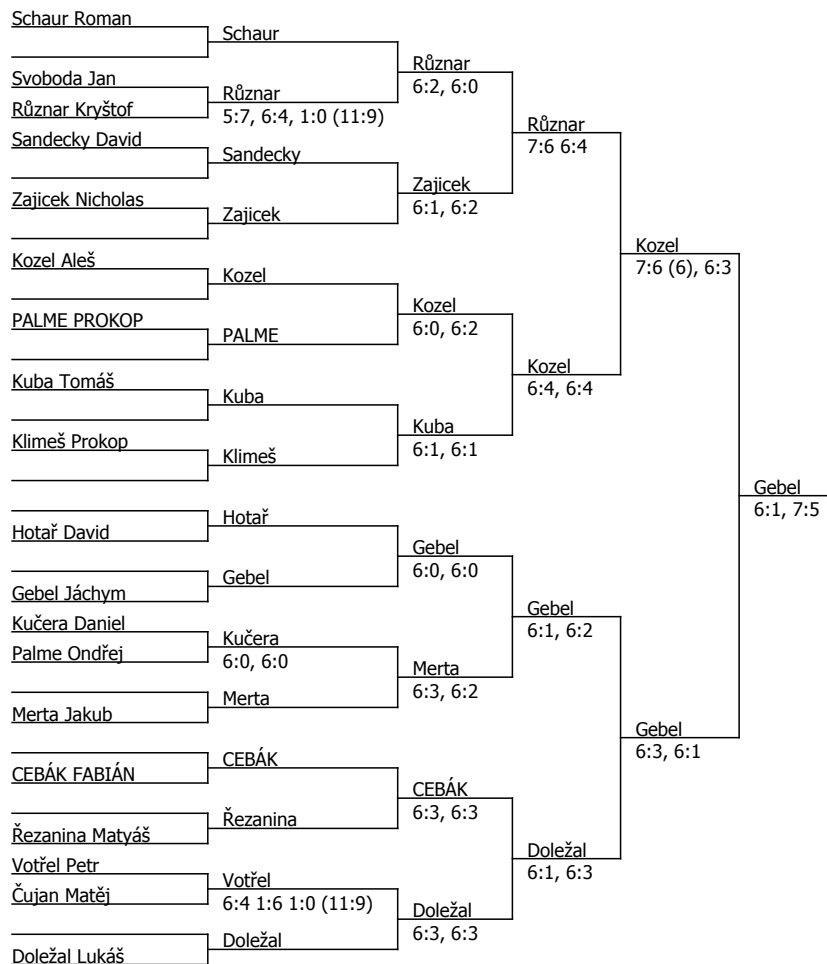 Schaur Roman
Schaur
Různar
6:2, 6:0
Svoboda Jan
Různar
5:7, 6:4, 1:0 (11:9)
Různar Kryštof
Různar
7:6 6:4
Sandecky David
Sandecky
Zajicek
6:1, 6:2
Zajicek Nicholas
Zajicek
Kozel
7:6 (6), 6:3
Kozel Aleš
Kozel
Kozel
6:0, 6:2
PALME PROKOP
PALME
Kozel
6:4, 6:4
Kuba Tomáš
Kuba
Kuba
6:1, 6:1
Klimeš Prokop
Klimeš
Gebel
6:1, 7:5
Hotař
Hotař David
Gebel
6:0, 6:0
Gebel
Gebel Jáchym
Gebel
6:1, 6:2
Kučera Daniel
Kučera
6:0, 6:0
Palme Ondřej
Merta
6:3, 6:2
Merta
Merta Jakub
Gebel
6:3, 6:1
CEBÁK
CEBÁK FABIÁN
CEBÁK
6:3, 6:3
Řezanina
Řezanina Matyáš
Doležal
6:1, 6:3
Votřel Petr
Votřel
6:4 1:6 1:0 (11:9)
Čujan Matěj
Doležal
6:3, 6:3
Doležal
Doležal Lukáš